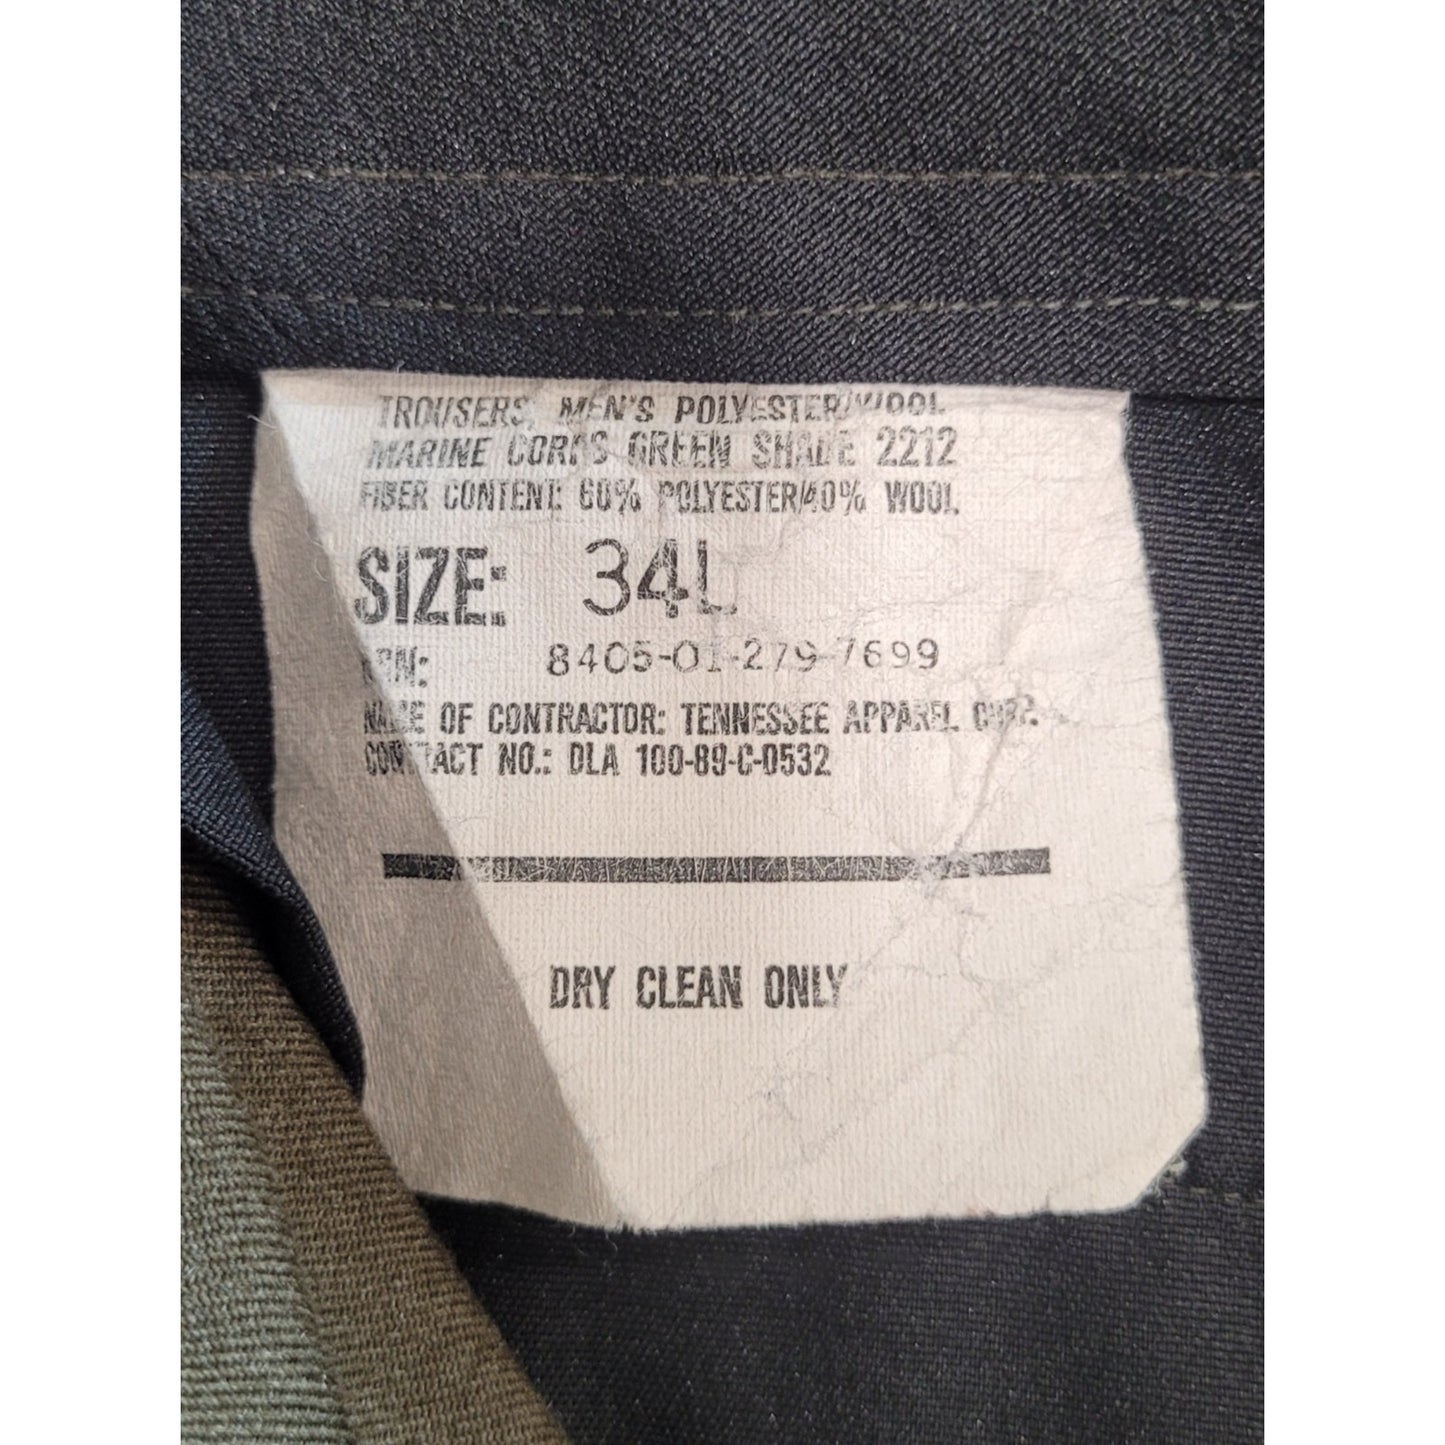 TROUSERS, MEN'S POLYESTER/WOOL
MARINE CORPS GREEN SHADE 2212
FIBER CONTENT: 60% POLYESTER/40% WOOL
SIZE: 34L
8405-01-279-7699
NAME OF CONTRACTOR: TENNESSEE APPAREL CORP.
CONTRACT NO.: DLA 100-89-C-0532
DRY CLEAN ONLY